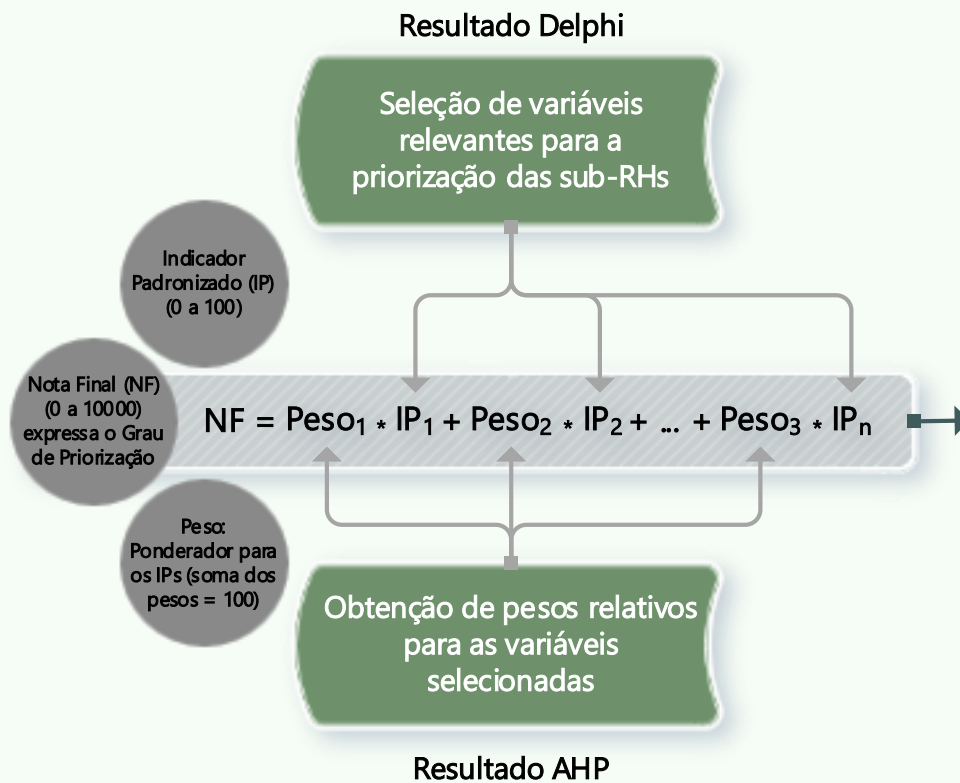 Resultado Delphi
Seleção de variáveis
relevantes para a
priorização das sub-RHs
Indicador
Padronizado (IP)
(0 a 100)
Nota Final (NF)
(0 a 10000)
expressa o Grau
de Priorização
NF = Peso₁ * IP₁ + Peso₂ * IP₂ + ... + Peso₃ * IPₙ
Peso:
Ponderador para
os IPs (soma dos
pesos = 100)
Obtenção de pesos relativos
para as variáveis
selecionadas
Resultado AHP